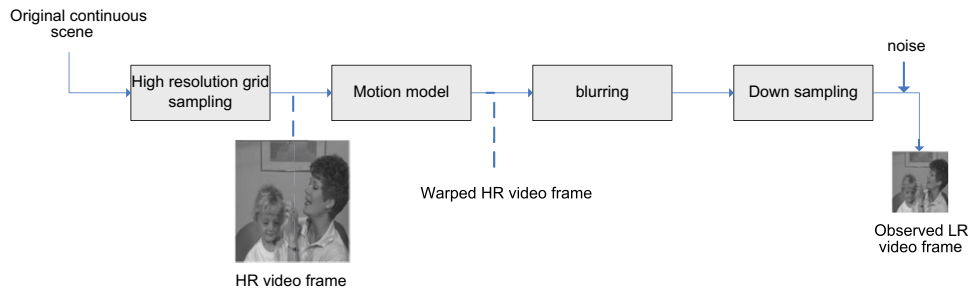 Original continuous
scene
High resolution grid
sampling
Motion model
blurring
Down sampling
noise
Warped HR video frame
Observed LR
video frame
HR video frame